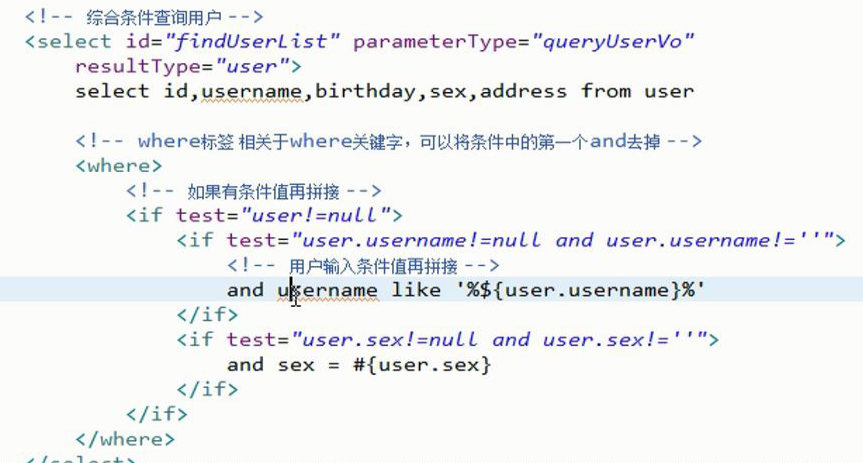 <!-- 综合条件查询用户 -->
<select id="findUserList" parameterType="queryUserVo"
resultType="user">
select id,username,birthday,sex,address from user
<!-- where标签 相关于where关键字，可以将条件中的第一个and去掉 -->
<where>
<!-- 如果有条件值再拼接 -->
<if test="user!=null">
<if test="user.username!=null and user.username!=''">
<!-- 用户输入条件值再拼接 -->
and username like '%${user.username}%'
</if>
<if test="user.sex!=null and user.sex!=''">
and sex = #{user.sex}
</if>
</if>
</where>
</select>